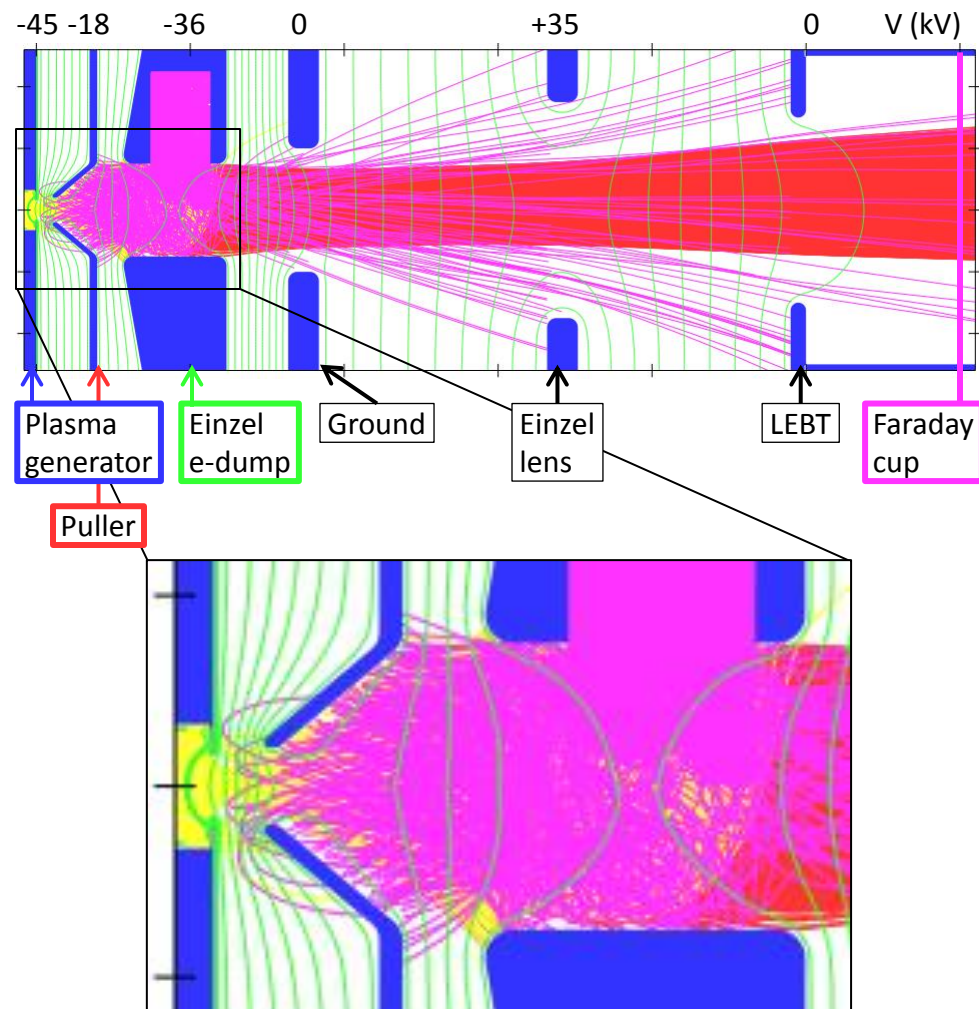 -45 -18 -36 0 +35 0 V (kV)
Plasma
generator
Einzel
e-dump
Ground
Einzel
lens
LEBT
Faraday
cup
Puller